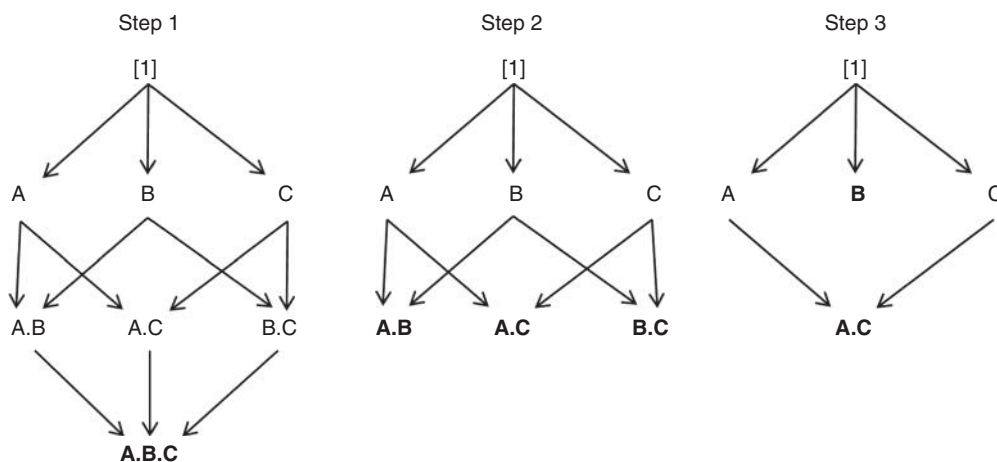 Step 1
[1]
A B C
A.B A.C B.C
A.B.C
Step 2
[1]
A B C
A.B A.C B.C
Step 3
[1]
A B C
A.C